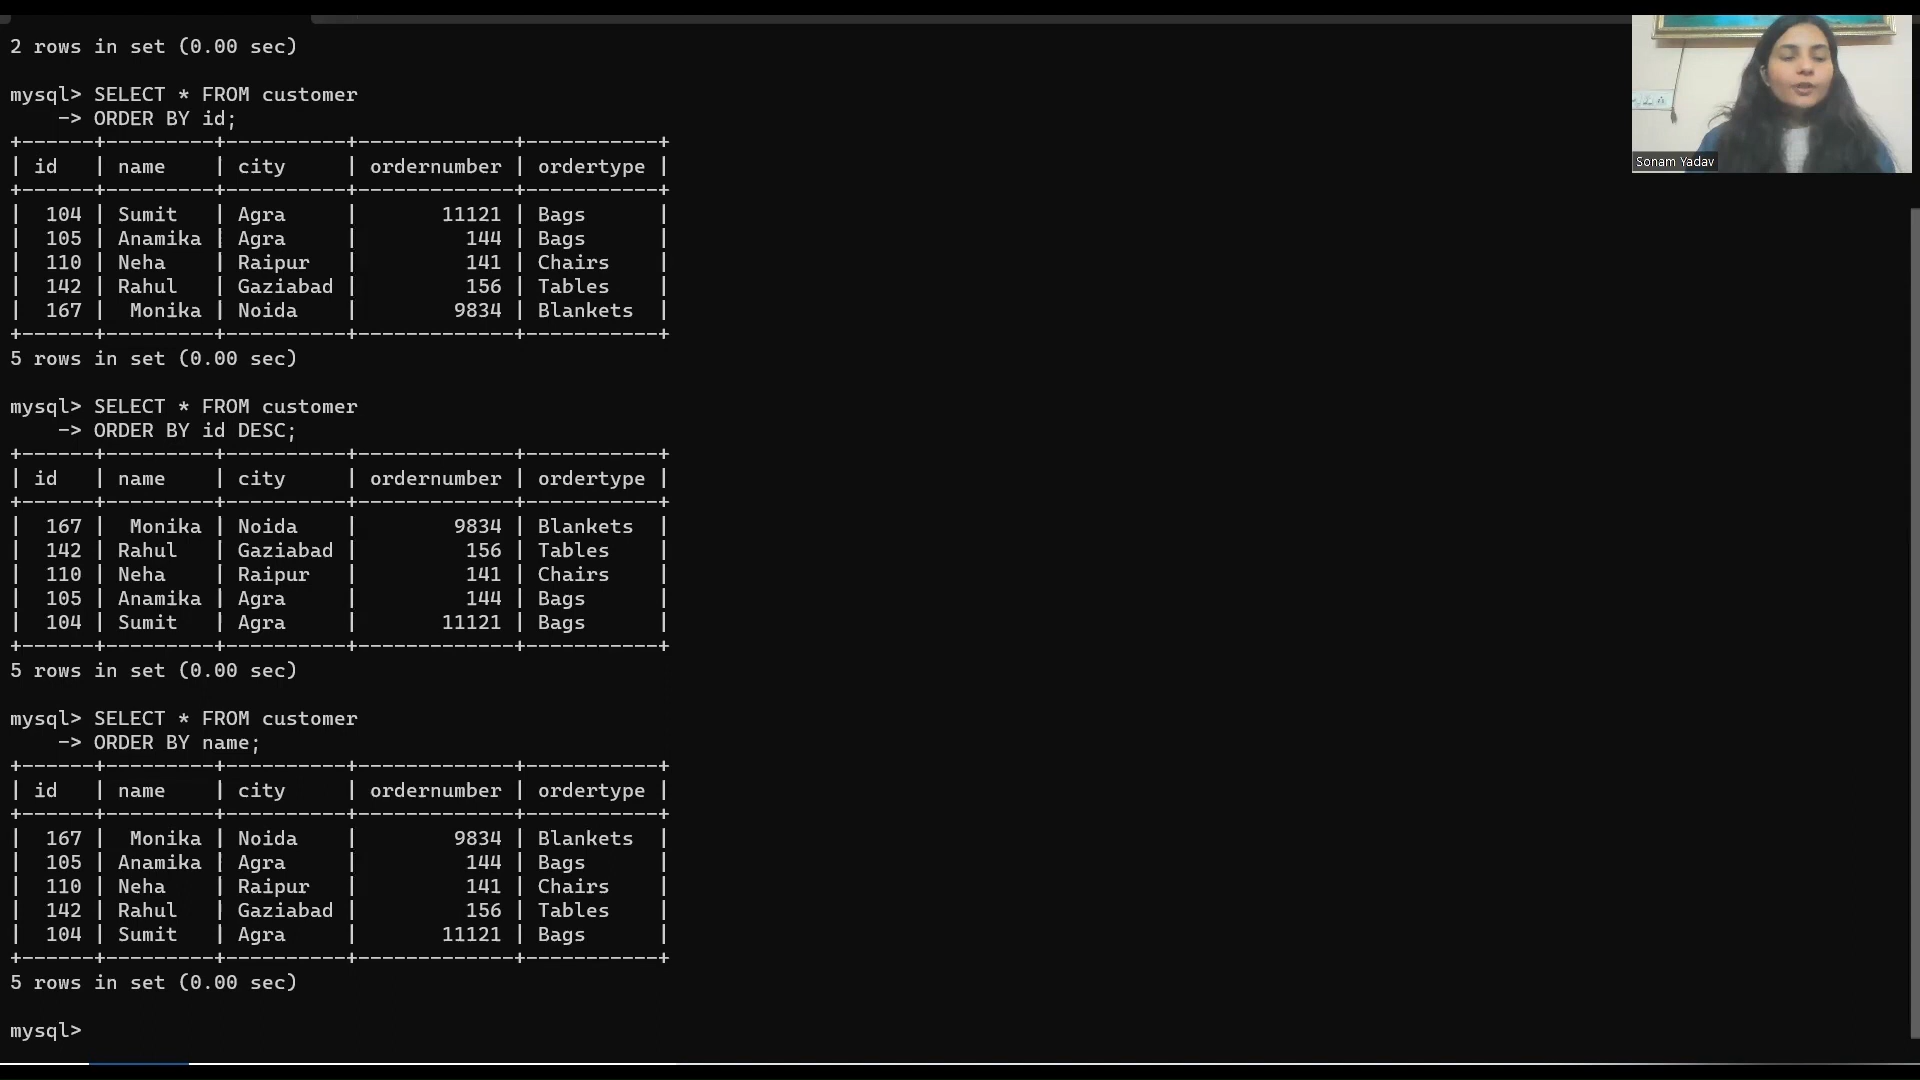 2 rows in set (0.00 sec)
mysql> SELECT * FROM customer
    -> ORDER BY id;
+------+---------+----------+-------------+-----------+
| id   | name    | city     | ordernumber | ordertype |
+------+---------+----------+-------------+-----------+
|  104 | Sumit   | Agra     |       11121 | Bags      |
|  105 | Anamika | Agra     |         144 | Bags      |
|  110 | Neha    | Raipur   |         141 | Chairs    |
|  142 | Rahul   | Gaziabad |         156 | Tables    |
|  167 |  Monika | Noida    |        9834 | Blankets  |
+------+---------+----------+-------------+-----------+
5 rows in set (0.00 sec)
mysql> SELECT * FROM customer
    -> ORDER BY id DESC;
+------+---------+----------+-------------+-----------+
| id   | name    | city     | ordernumber | ordertype |
+------+---------+----------+-------------+-----------+
|  167 |  Monika | Noida    |        9834 | Blankets  |
|  142 | Rahul   | Gaziabad |         156 | Tables    |
|  110 | Neha    | Raipur   |         141 | Chairs    |
|  105 | Anamika | Agra     |         144 | Bags      |
|  104 | Sumit   | Agra     |       11121 | Bags      |
+------+---------+----------+-------------+-----------+
5 rows in set (0.00 sec)
mysql> SELECT * FROM customer
    -> ORDER BY name;
+------+---------+----------+-------------+-----------+
| id   | name    | city     | ordernumber | ordertype |
+------+---------+----------+-------------+-----------+
|  167 |  Monika | Noida    |        9834 | Blankets  |
|  105 | Anamika | Agra     |         144 | Bags      |
|  110 | Neha    | Raipur   |         141 | Chairs    |
|  142 | Rahul   | Gaziabad |         156 | Tables    |
|  104 | Sumit   | Agra     |       11121 | Bags      |
+------+---------+----------+-------------+-----------+
5 rows in set (0.00 sec)
mysql>
Sonam Yadav